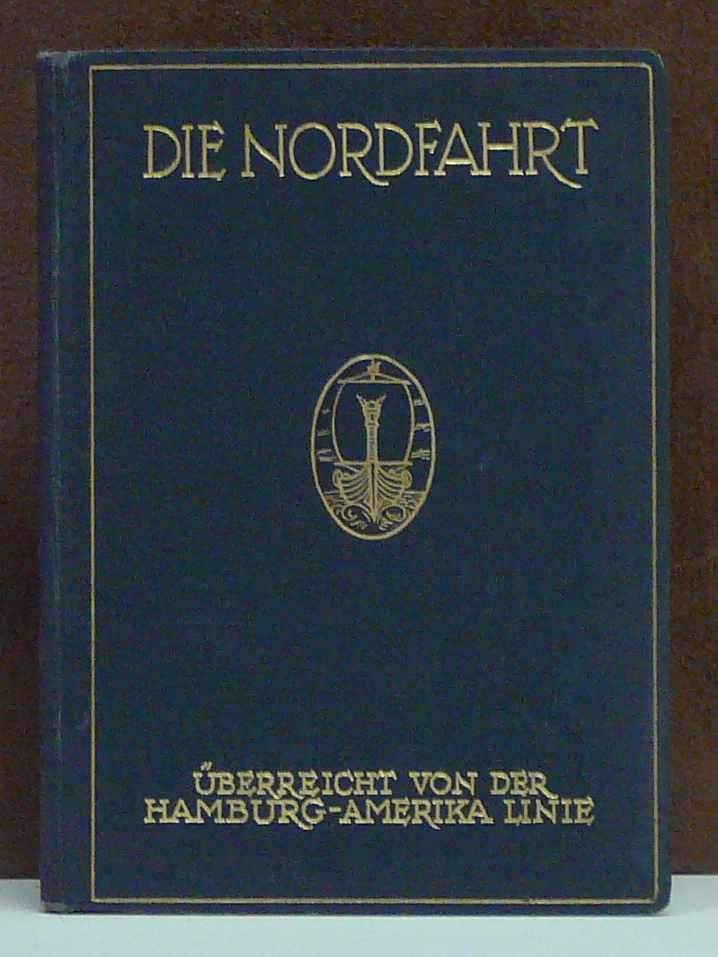 DIE NORDFAHRT
ÜBERREICHT VON DER
HAMBURG-AMERIKA LINIE